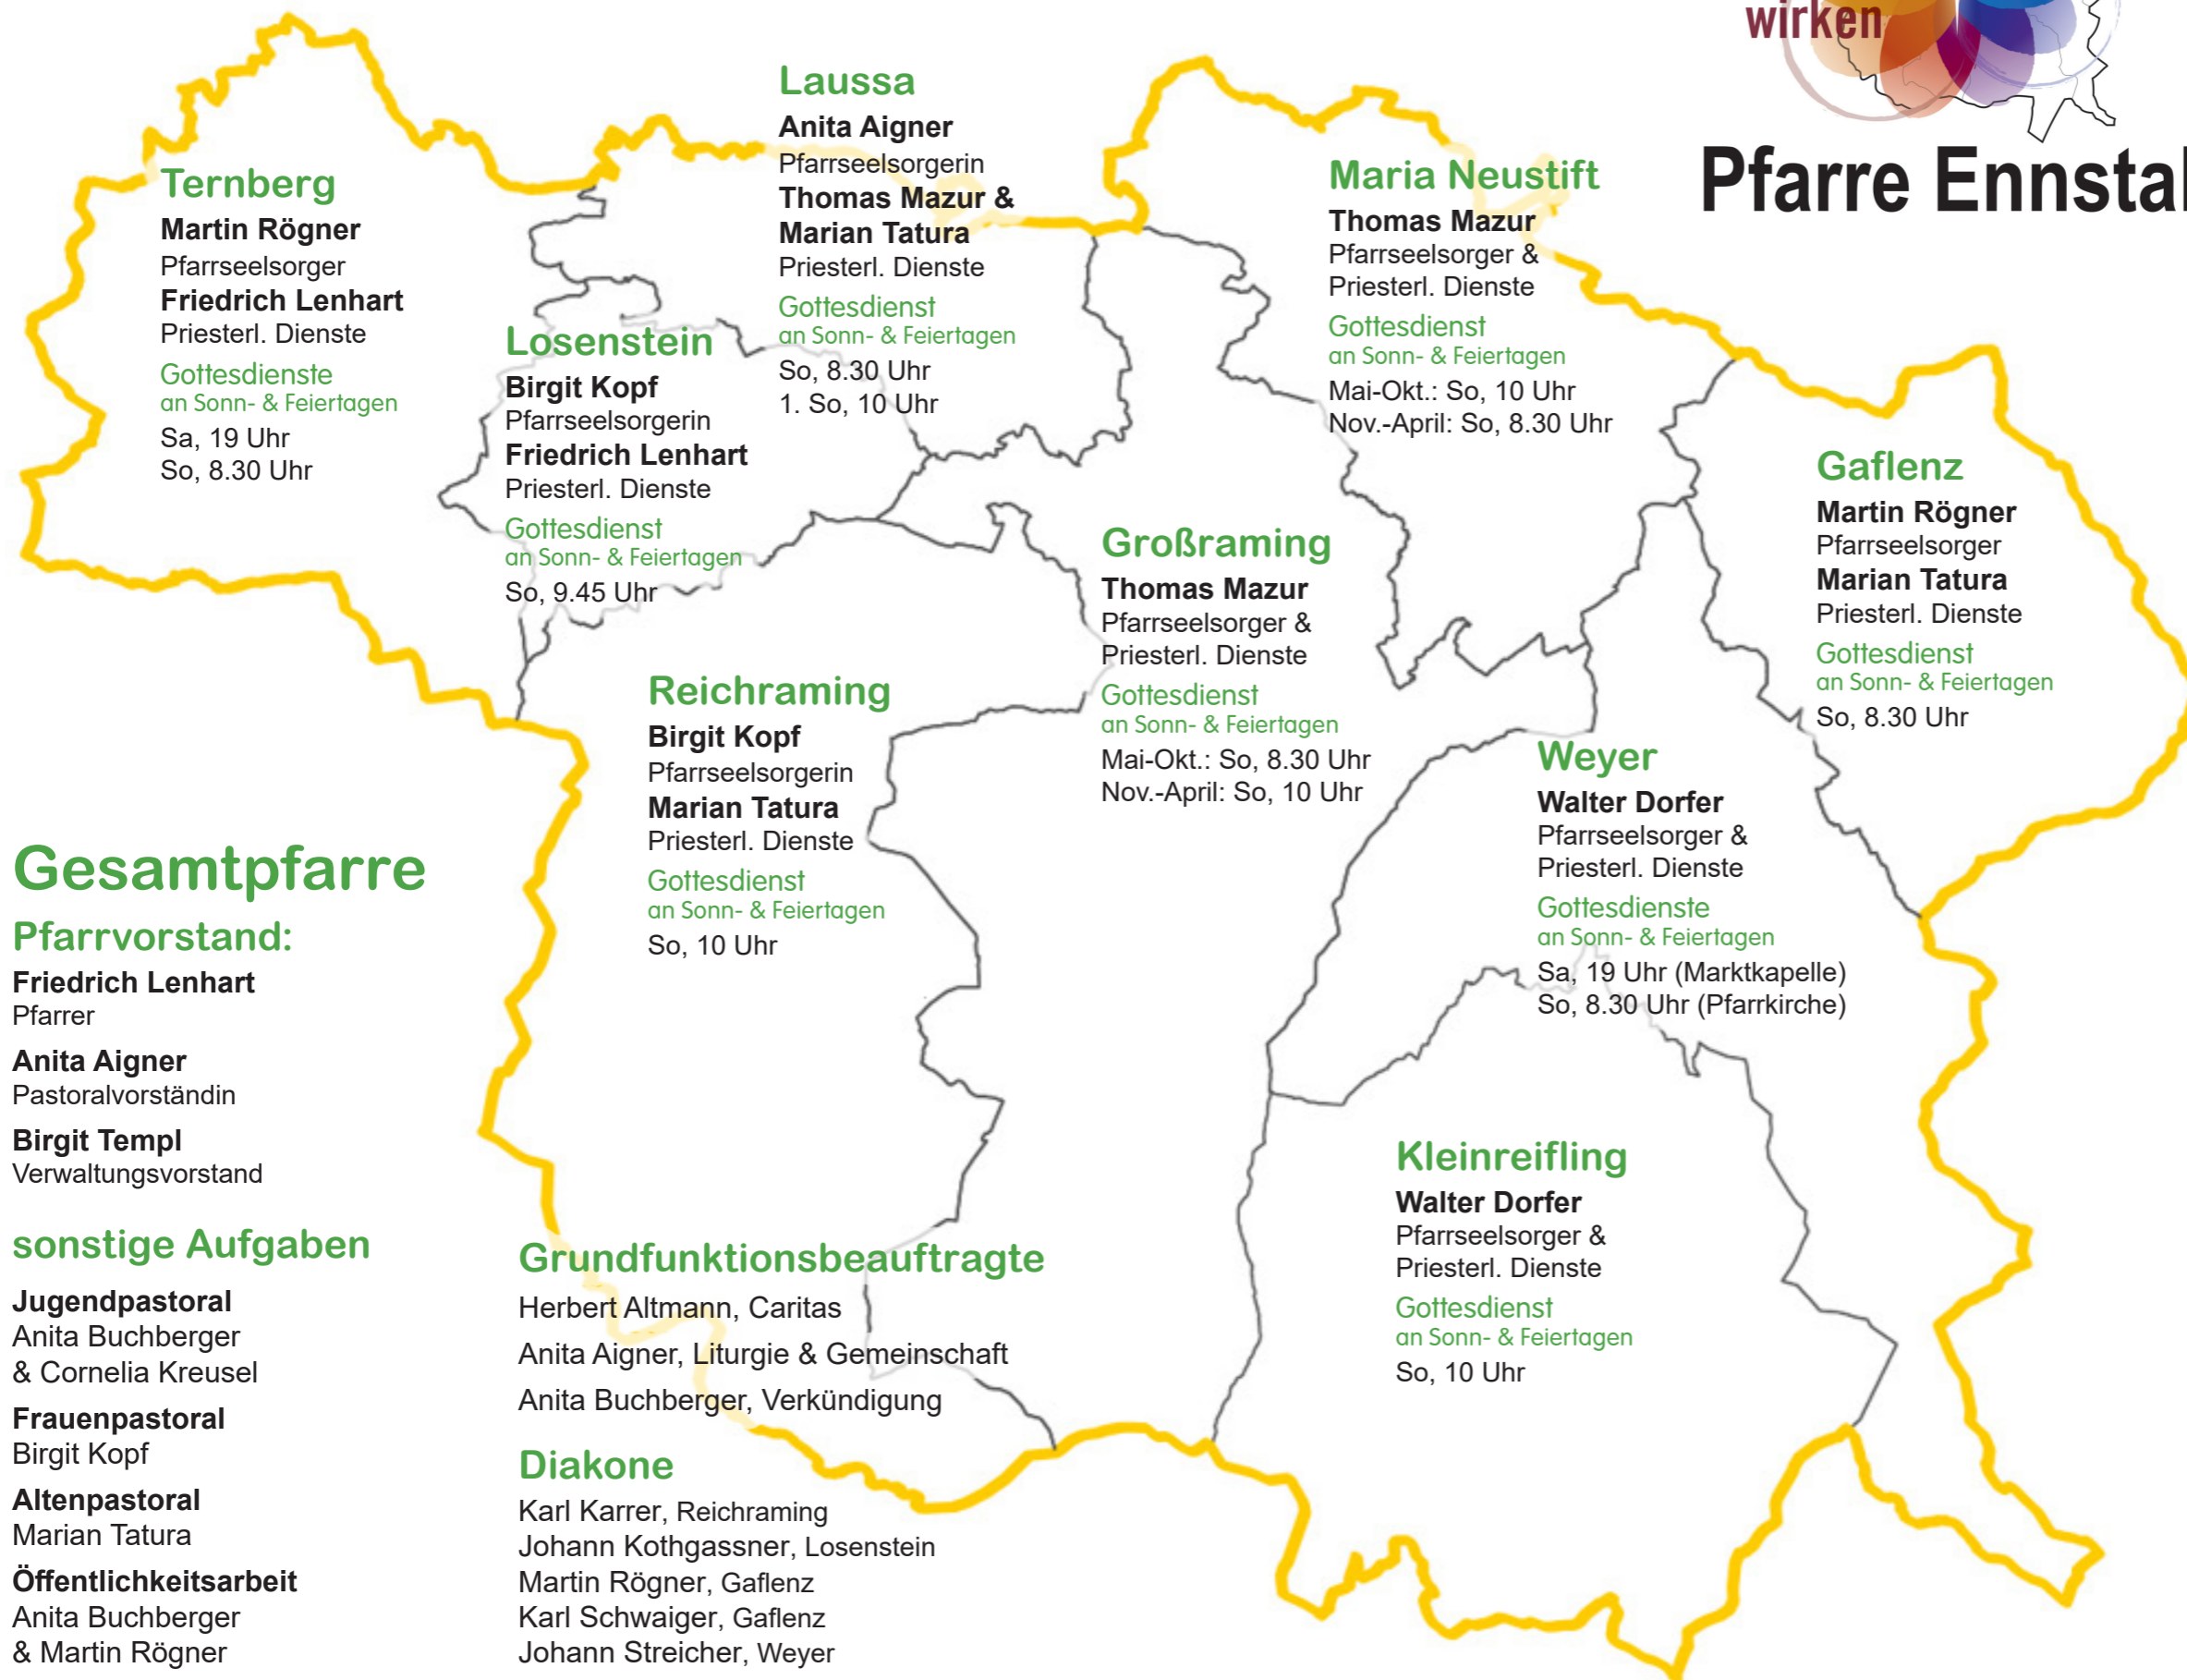 wirken
Pfarre Ennstal
Ternberg
Martin Rögner
Pfarrseelsorger
Friedrich Lenhart
Priesterl. Dienste
Gottesdienste
an Sonn- & Feiertagen
Sa, 19 Uhr
So, 8.30 Uhr
Losenstein
Birgit Kopf
Pfarrseelsorgerin
Friedrich Lenhart
Priesterl. Dienste
Gottesdienst
an Sonn- & Feiertagen
So, 9.45 Uhr
Laussa
Anita Aigner
Pfarrseelsorgerin
Thomas Mazur &
Marian Tatura
Priesterl. Dienste
Gottesdienst
an Sonn- & Feiertagen
So, 8.30 Uhr
1. So, 10 Uhr
Maria Neustift
Thomas Mazur
Pfarrseelsorger &
Priesterl. Dienste
Gottesdienst
an Sonn- & Feiertagen
Mai-Okt.: So, 10 Uhr
Nov.-April: So, 8.30 Uhr
Gaflenz
Martin Rögner
Pfarrseelsorger
Marian Tatura
Priesterl. Dienste
Gottesdienst
an Sonn- & Feiertagen
So, 8.30 Uhr
Großraming
Thomas Mazur
Pfarrseelsorger &
Priesterl. Dienste
Gottesdienst
an Sonn- & Feiertagen
Mai-Okt.: So, 8.30 Uhr
Nov.-April: So, 10 Uhr
Reichraming
Birgit Kopf
Pfarrseelsorgerin
Marian Tatura
Priesterl. Dienste
Gottesdienst
an Sonn- & Feiertagen
So, 10 Uhr
Weyer
Walter Dorfer
Pfarrseelsorger &
Priesterl. Dienste
Gottesdienste
an Sonn- & Feiertagen
Sa, 19 Uhr (Marktkapelle)
So, 8.30 Uhr (Pfarrkirche)
Kleinreifling
Walter Dorfer
Pfarrseelsorger &
Priesterl. Dienste
Gottesdienst
an Sonn- & Feiertagen
So, 10 Uhr
Gesamtpfarre
Pfarrvorstand:
Friedrich Lenhart
Pfarrer
Anita Aigner
Pastoralvorständin
Birgit Templ
Verwaltungsvorstand
sonstige Aufgaben
Jugendpastoral
Anita Buchberger
& Cornelia Kreusel
Frauenpastoral
Birgit Kopf
Altenpastoral
Marian Tatura
Öffentlichkeitsarbeit
Anita Buchberger
& Martin Rögner
Grundfunktionsbeauftragte
Herbert Altmann, Caritas
Anita Aigner, Liturgie & Gemeinschaft
Anita Buchberger, Verkündigung
Diakone
Karl Karrer, Reichraming
Johann Kothgassner, Losenstein
Martin Rögner, Gaflenz
Karl Schwaiger, Gaflenz
Johann Streicher, Weyer